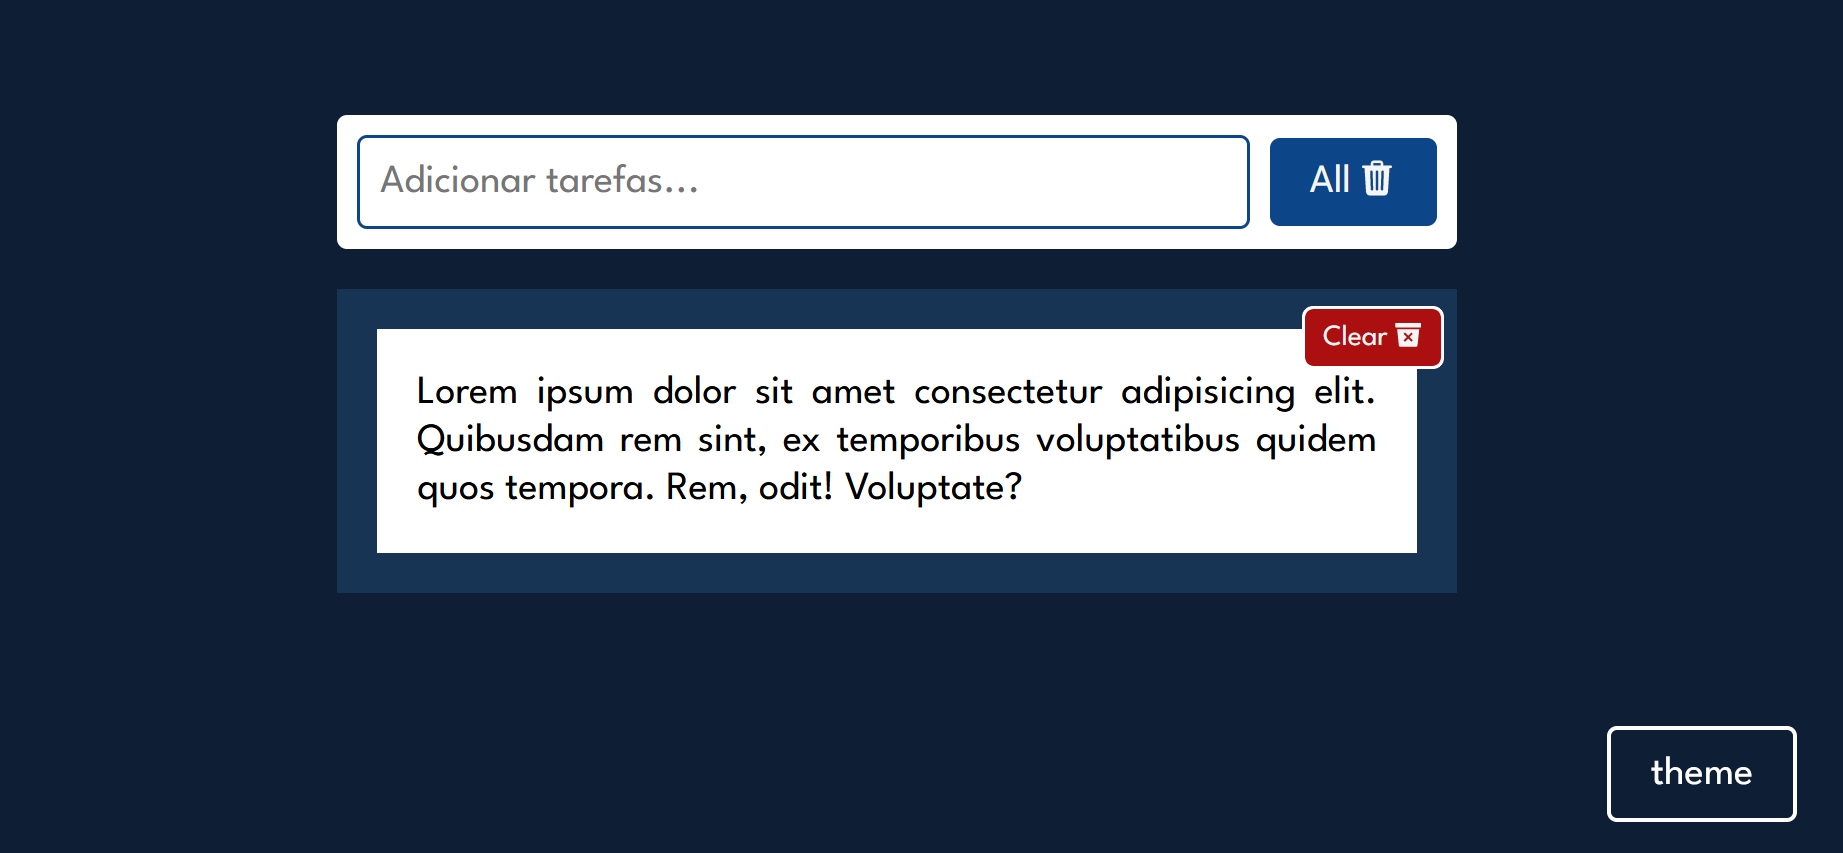 Adicionar tarefas...
All
Clear
Lorem ipsum dolor sit amet consectetur adipisicing elit.
Quibusdam rem sint, ex temporibus voluptatibus quidem
quos tempora. Rem, odit! Voluptate?
theme